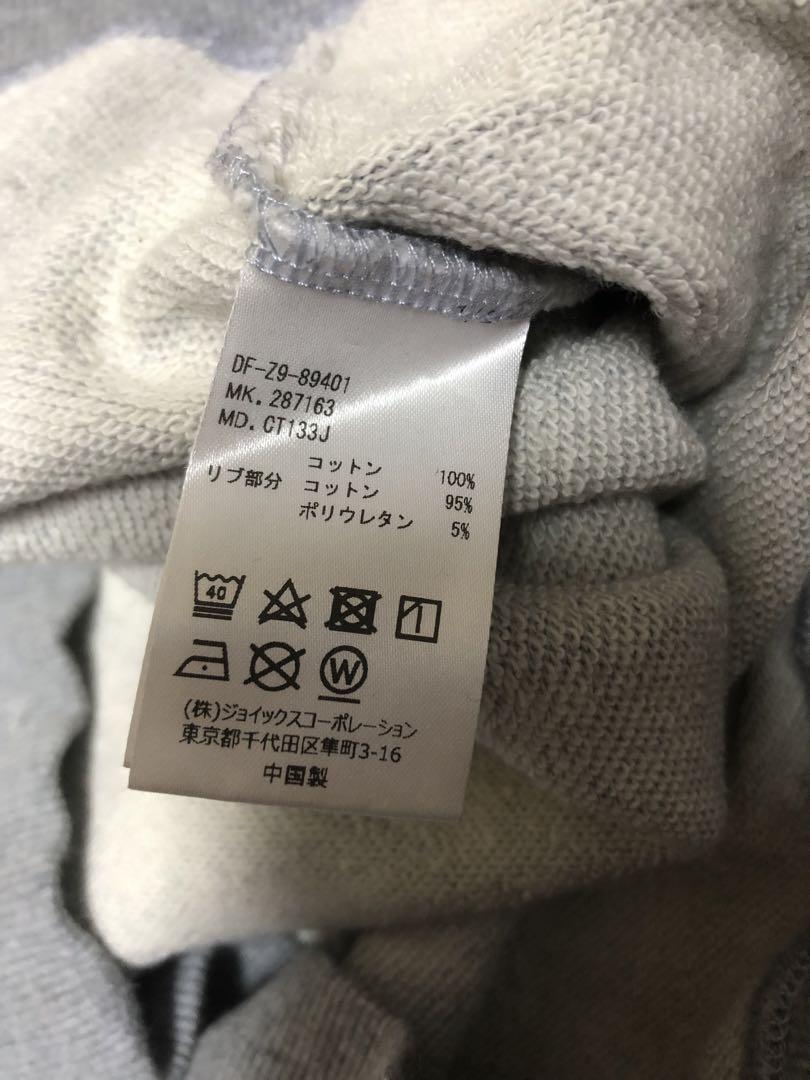 DF-Z9-89401
MK. 287163
MD. CT133J
コットン 100%
リブ部分 コットン 95%
ポリウレタン 5%
40
W
(株)ジョイックスコーポレーション
東京都千代田区隼町3-16
中国製